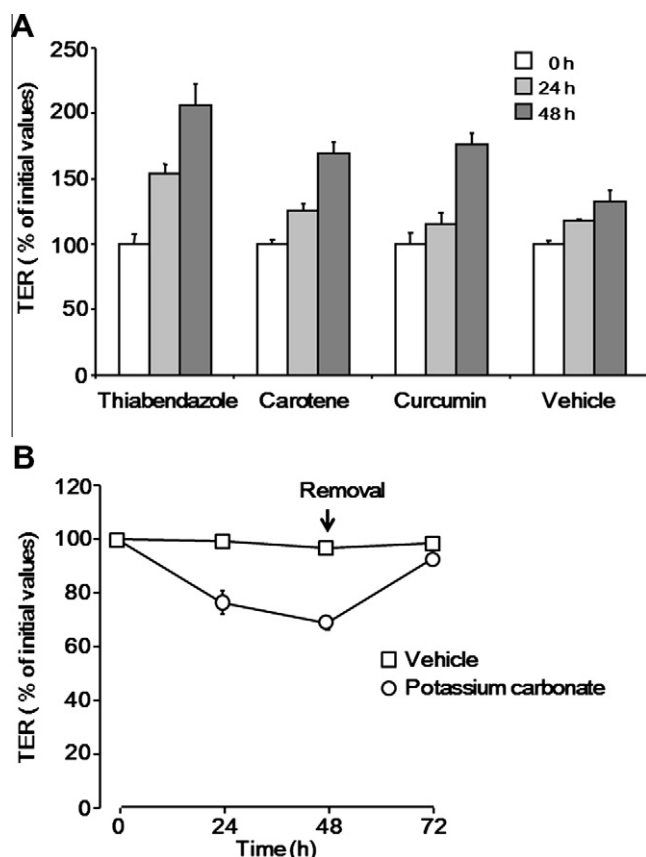 A
TER ( % of initial values)
250
200
150
100
50
0
0 h
24 h
48 h
Thiabendazole Carotene Curcumin Vehicle
B
TER ( % of initial values)
120
100
80
60
40
20
0
Removal
Vehicle
Potassium carbonate
0 24 48 72
Time (h)